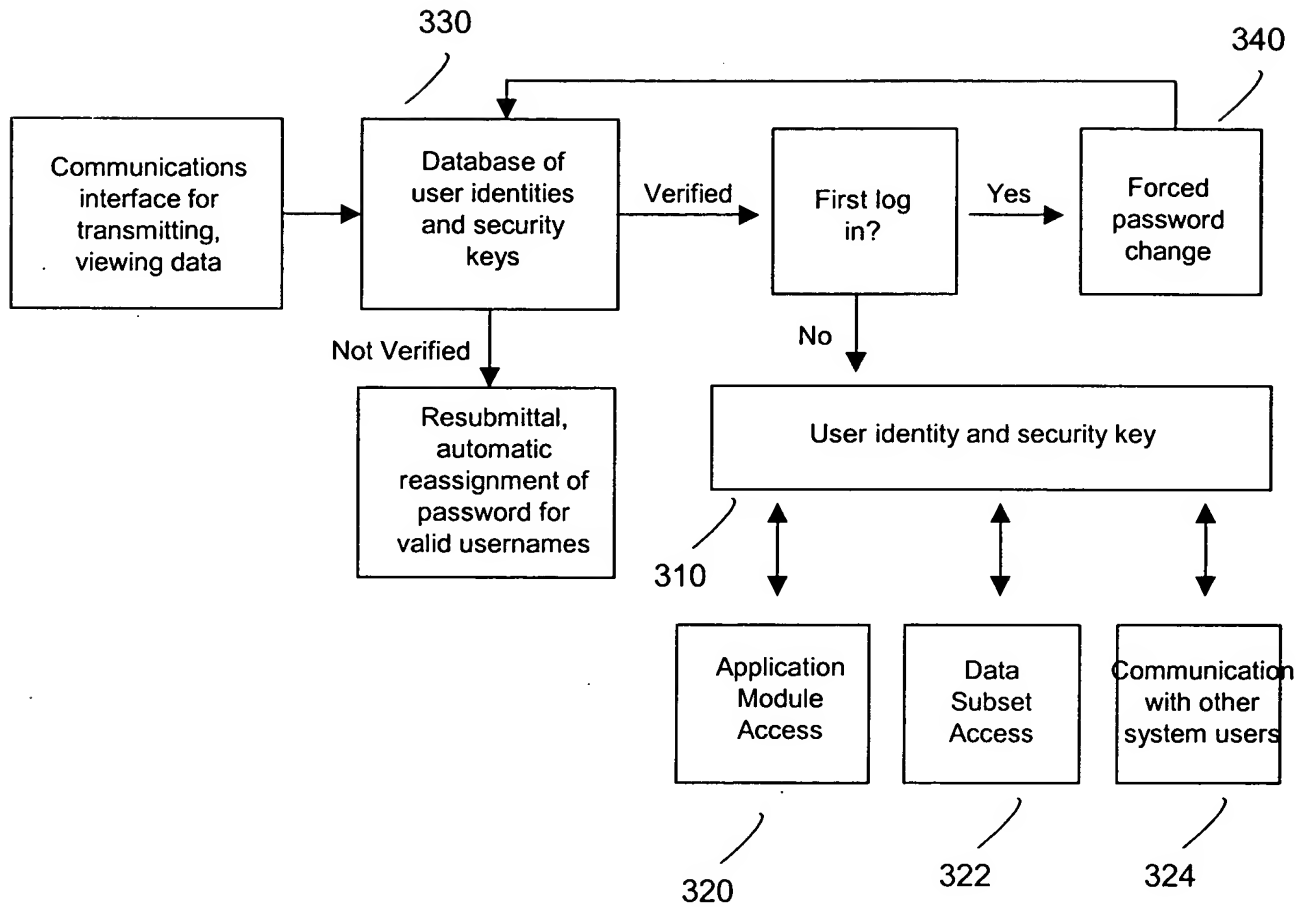 330
340
Communications
interface for
transmitting,
viewing data
Database of
user identities
and security
keys
Verified
First log
in?
Yes
Forced
password
change
Not Verified
No
Resubmittal,
automatic
reassignment of
password for
valid usernames
User identity and security key
310
Application
Module
Access
Data
Subset
Access
Communication
with other
system users
320
322
324